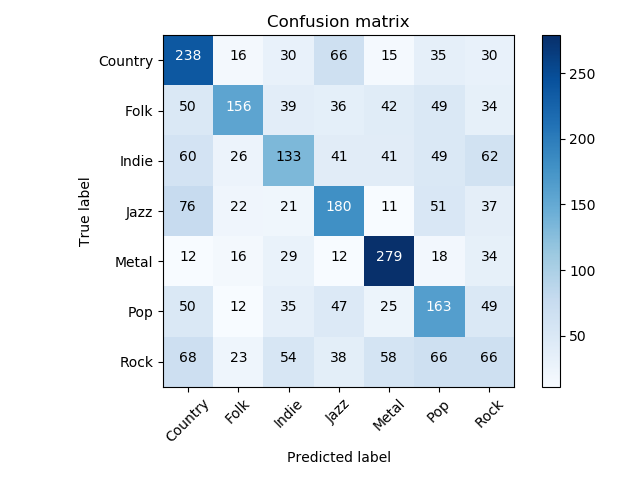 Confusion matrix
Country 238 16 30 66 15 35 30
Folk 50 156 39 36 42 49 34
Indie 60 26 133 41 41 49 62
Jazz 76 22 21 180 11 51 37
Metal 12 16 29 12 279 18 34
Pop 50 12 35 47 25 163 49
Rock 68 23 54 38 58 66 66
True label
Country Folk Indie Jazz Metal Pop Rock
Predicted label
250
200
150
100
50